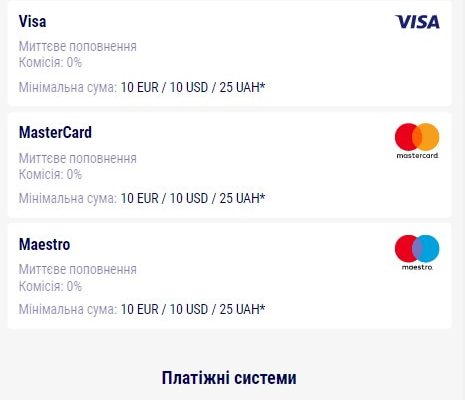 Visa
VISA
Миттєве поповнення
Комісія: 0%
Мінімальна сума: 10 EUR / 10 USD / 25 UAH*
MasterCard
mastercard.
Миттєве поповнення
Комісія: 0%
Мінімальна сума: 10 EUR / 10 USD / 25 UAH*
Maestro
maestro.
Миттєве поповнення
Комісія: 0%
Мінімальна сума: 10 EUR / 10 USD / 25 UAH*
Платіжні системи